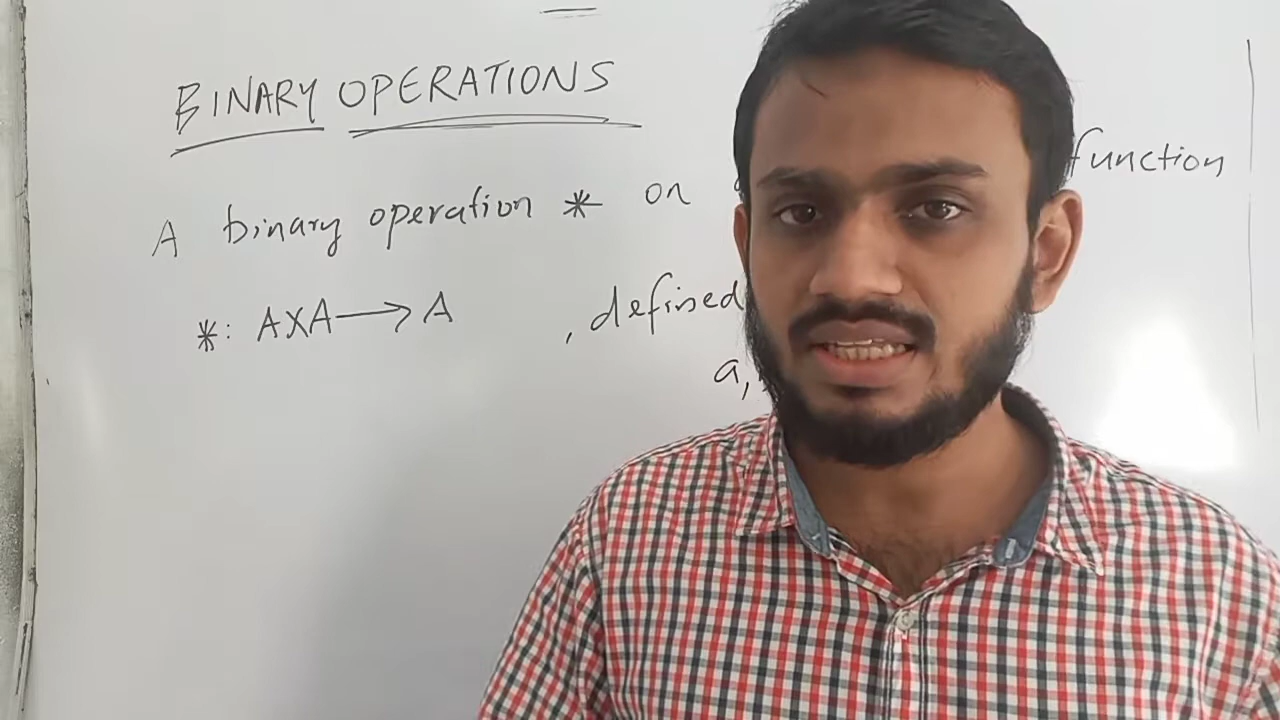 BINARY OPERATIONS
A binary operation * on function
*: AXA→A , defined
a,